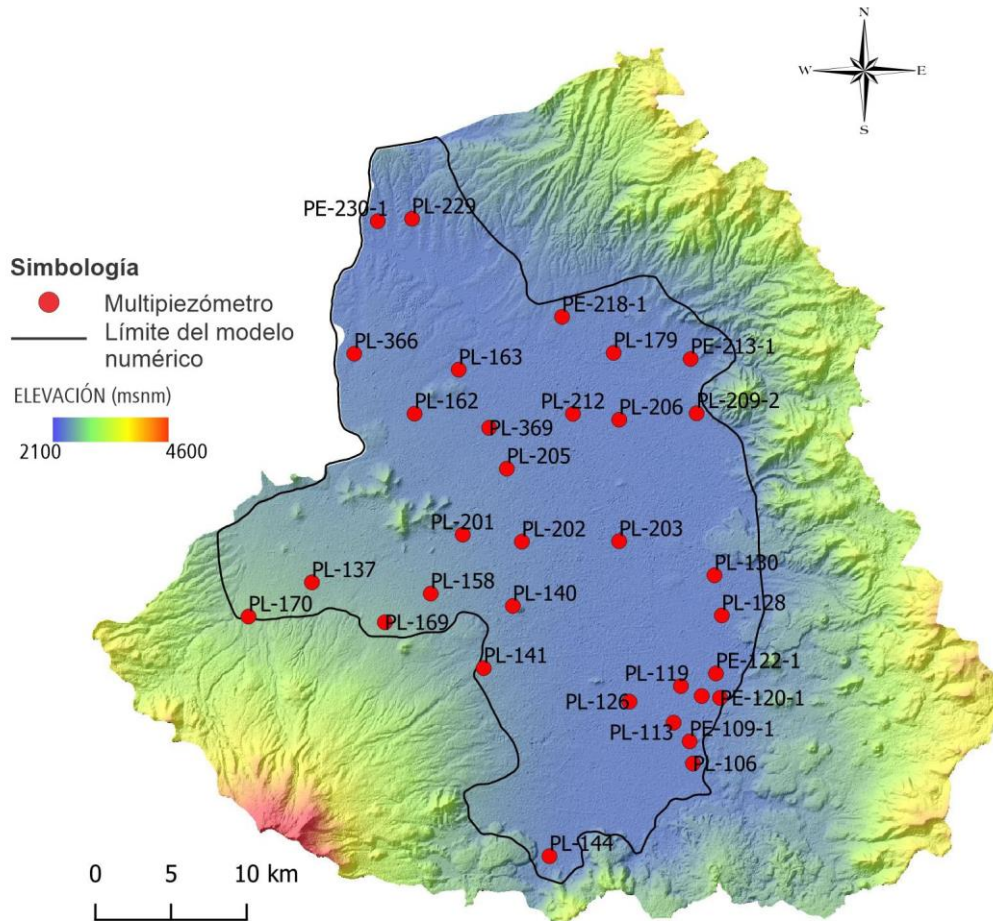 N
W E
S
PE-230-1 PL-229
Simbología
Multipiezómetro
Límite del modelo
numérico
ELEVACIÓN (msnm)
2100 4600
PE-218-1
PL-366
PL-163
PL-179
PE-213-1
PL-162
PL-369
PL-212
PL-206
PL-209-2
PL-205
PL-201
PL-202
PL-203
PL-137
PL-158
PL-140
PL-130
PL-170
PL-169
PL-128
PL-141
PL-119
PE-122-1
PL-126
PE-120-1
PL-113
PE-109-1
PL-106
PL-144
0 5 10 km